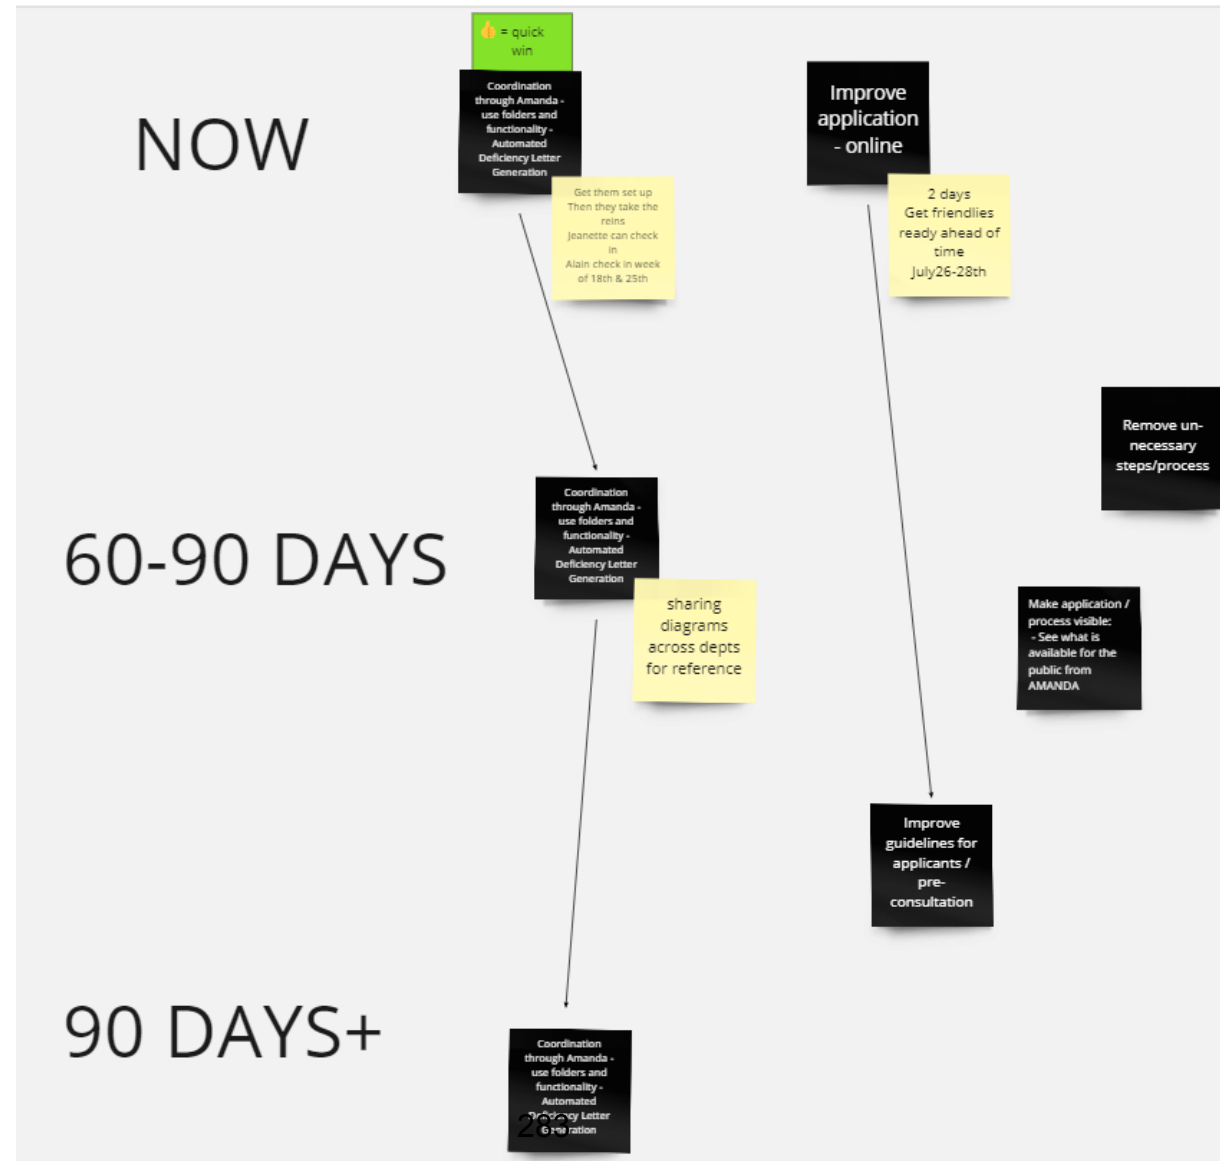 👍 = quick
win
NOW
Coordination
through Amanda -
use folders and
functionality -
Automated
Deficiency Letter
Generation
Get them set up
Then they take the
reins
Jeanette can check
in
Alain check in week
of 18th & 25th
Improve
application
- online
2 days
Get friendlies
ready ahead of
time
July26-28th
Remove un-
necessary
steps/process
60-90 DAYS
Coordination
through Amanda -
use folders and
functionality -
Automated
Deficiency Letter
Generation
sharing
diagrams
across depts
for reference
Make application /
process visible:
- See what is
available for the
public from
AMANDA
Improve
guidelines for
applicants /
pre-
consultation
90 DAYS+
Coordination
through Amanda -
use folders and
functionality -
Automated
Deficiency Letter
Generation
283